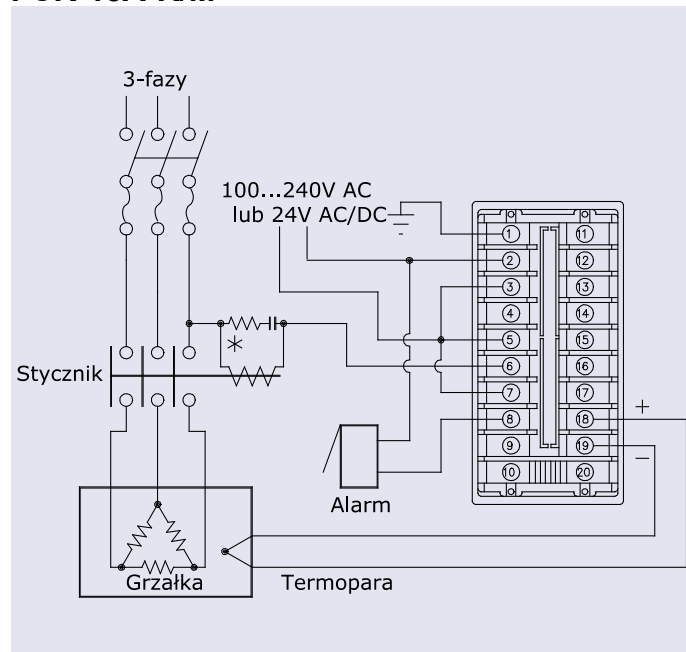 3-fazy
100...240V AC
lub 24V AC/DC
1 11
2 12
3 13
4 14
5 15
6 16
7 17
8 18 +
9 19 −
10 20
*
Stycznik
Alarm
Grzałka
Termopara